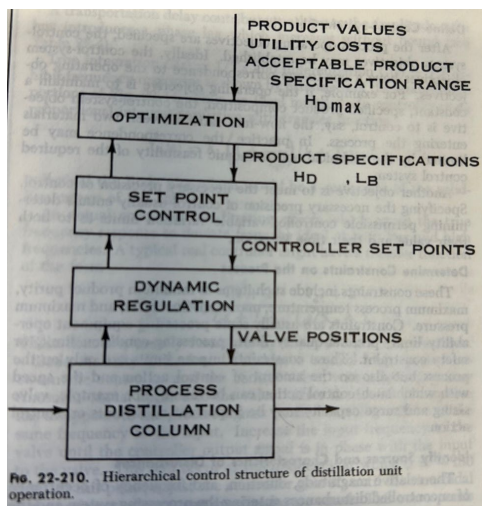 PRODUCT VALUES
UTILITY COSTS
ACCEPTABLE PRODUCT
SPECIFICATION RANGE
HD max
OPTIMIZATION
PRODUCT SPECIFICATIONS
HD , LB
SET POINT
CONTROL
CONTROLLER SET POINTS
DYNAMIC
REGULATION
VALVE POSITIONS
PROCESS
DISTILLATION
COLUMN
FIG. 22-210. Hierarchical control structure of distillation unit
operation.